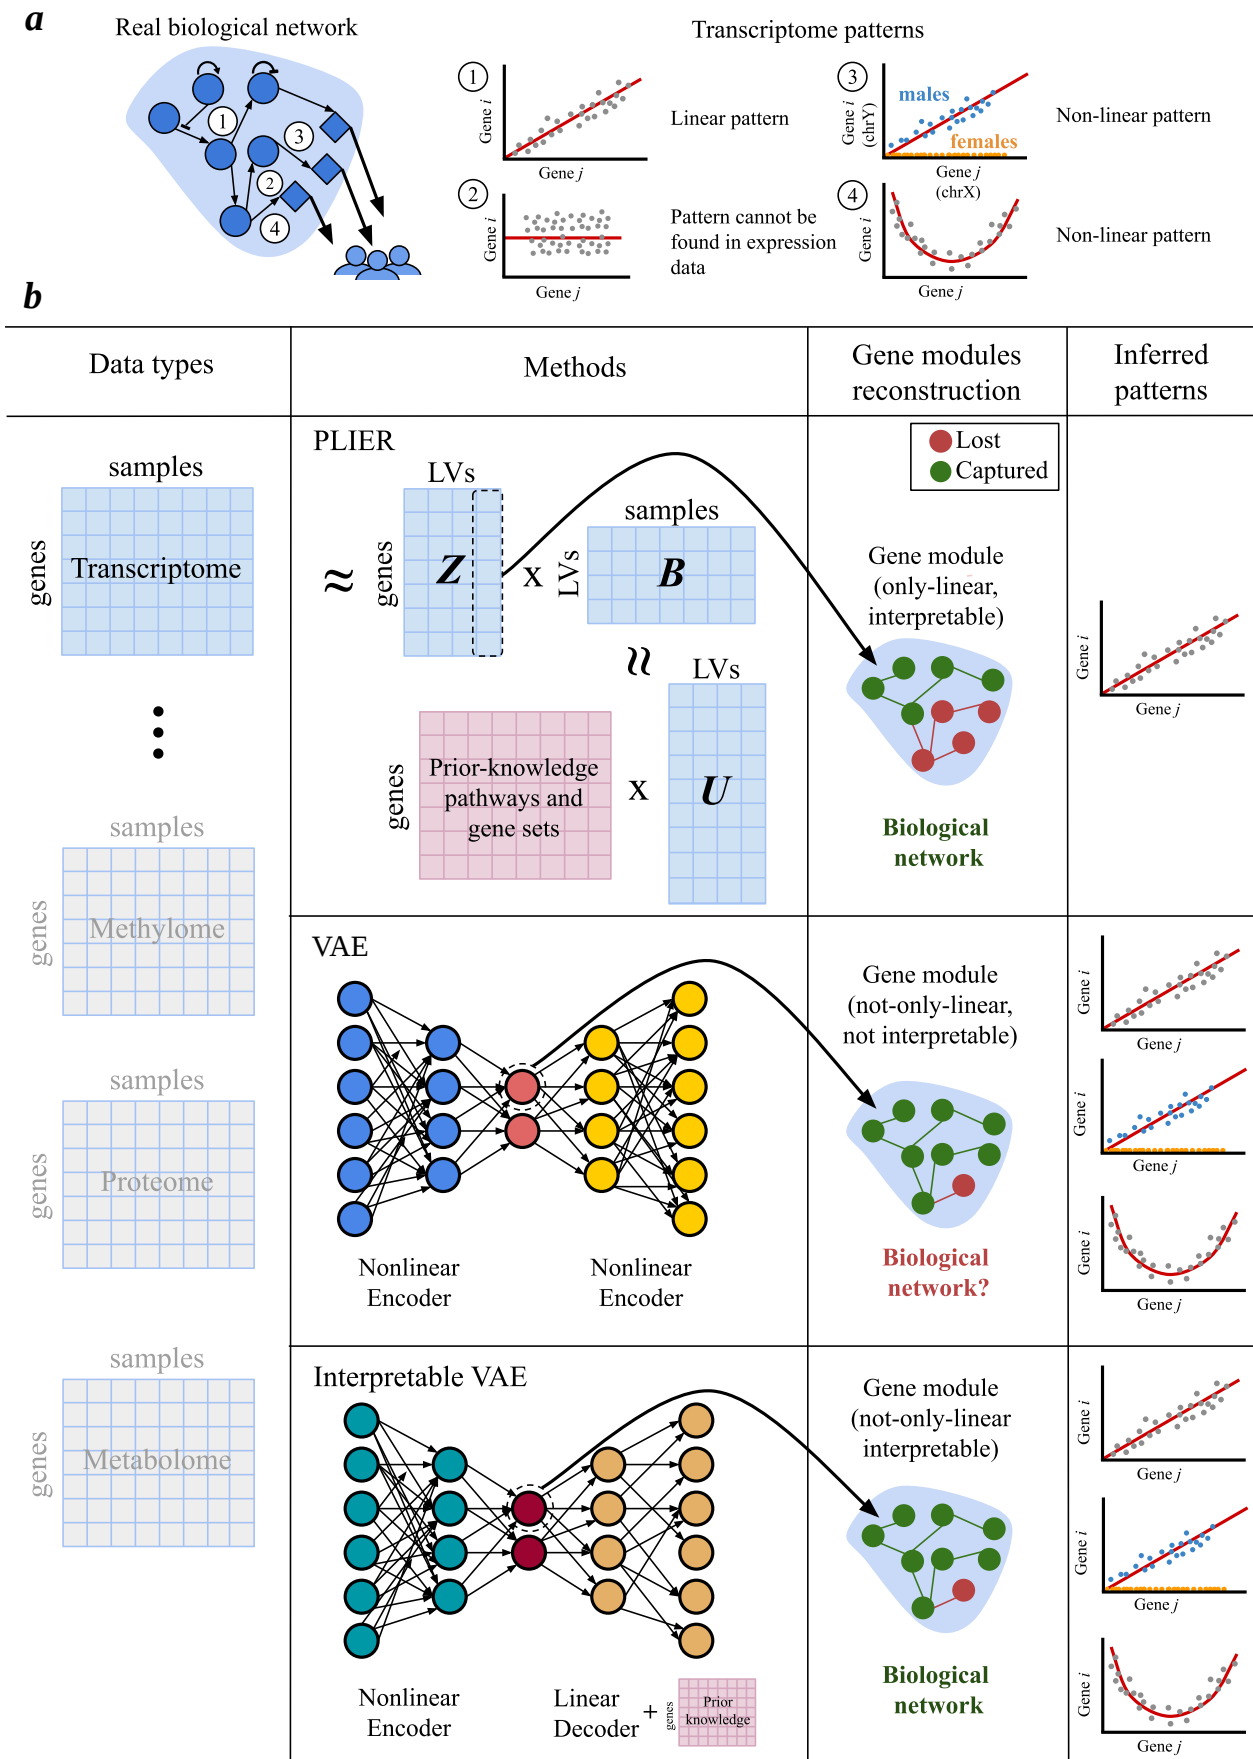 a
Real biological network
Transcriptome patterns
1
2
3
4
1
Gene i
Gene j
Linear pattern
3
Gene i
(chrY)
males
females
Gene j
(chrX)
Non-linear pattern
2
Gene i
Gene j
Pattern cannot be
found in expression
data
4
Gene i
Gene j
Non-linear pattern
b
Data types
Methods
Gene modules
reconstruction
Inferred
patterns
samples
genes
Transcriptome
samples
genes
Methylome
samples
genes
Proteome
samples
genes
Metabolome
PLIER
≈
LVs
genes
Z
x
samples
LVs
B
≈
genes
Prior-knowledge
pathways and
gene sets
x
LVs
U
Lost
Captured
Gene module
(only-linear,
interpretable)
Biological
network
Gene i
Gene j
VAE
Nonlinear
Encoder
Nonlinear
Encoder
Gene module
(not-only-linear,
not interpretable)
Biological
network?
Gene i
Gene j
Gene i
Gene j
Gene i
Gene j
Interpretable VAE
Nonlinear
Encoder
Linear
Decoder
+
genes
Prior
knowledge
Gene module
(not-only-linear
interpretable)
Biological
network
Gene i
Gene j
Gene i
Gene j
Gene i
Gene j